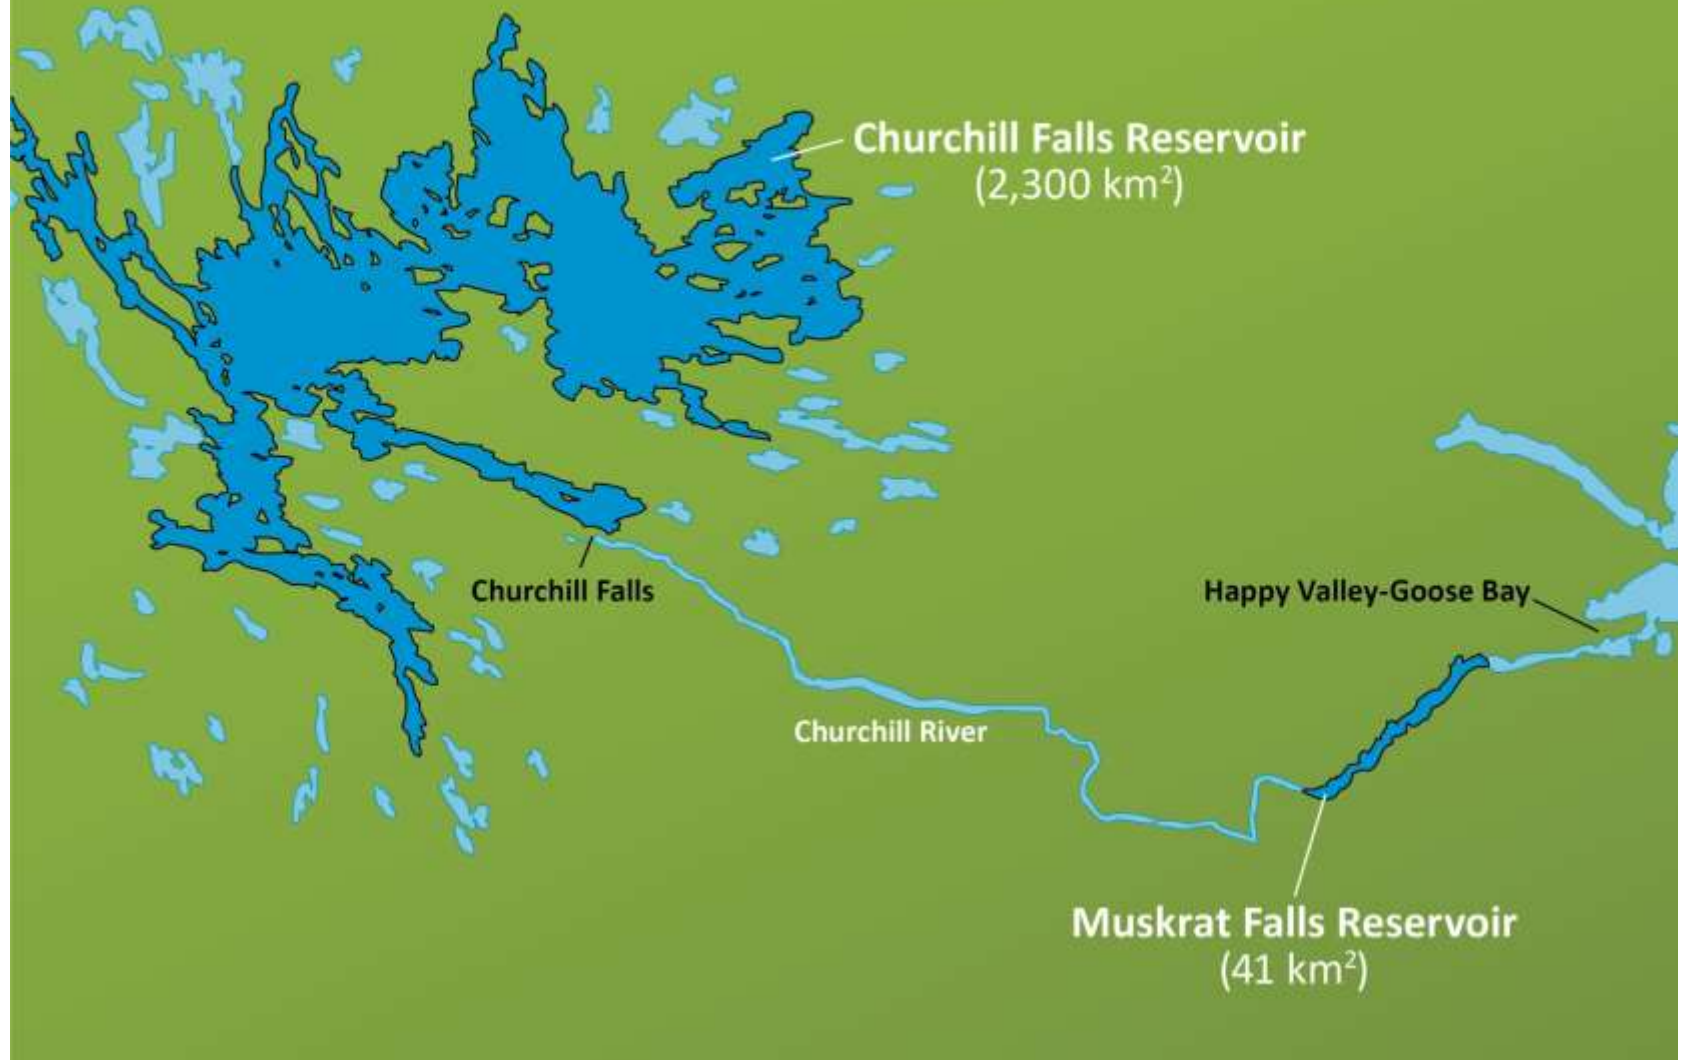 Churchill Falls Reservoir
(2,300 km²)
Churchill Falls
Happy Valley-Goose Bay
Churchill River
Muskrat Falls Reservoir
(41 km²)